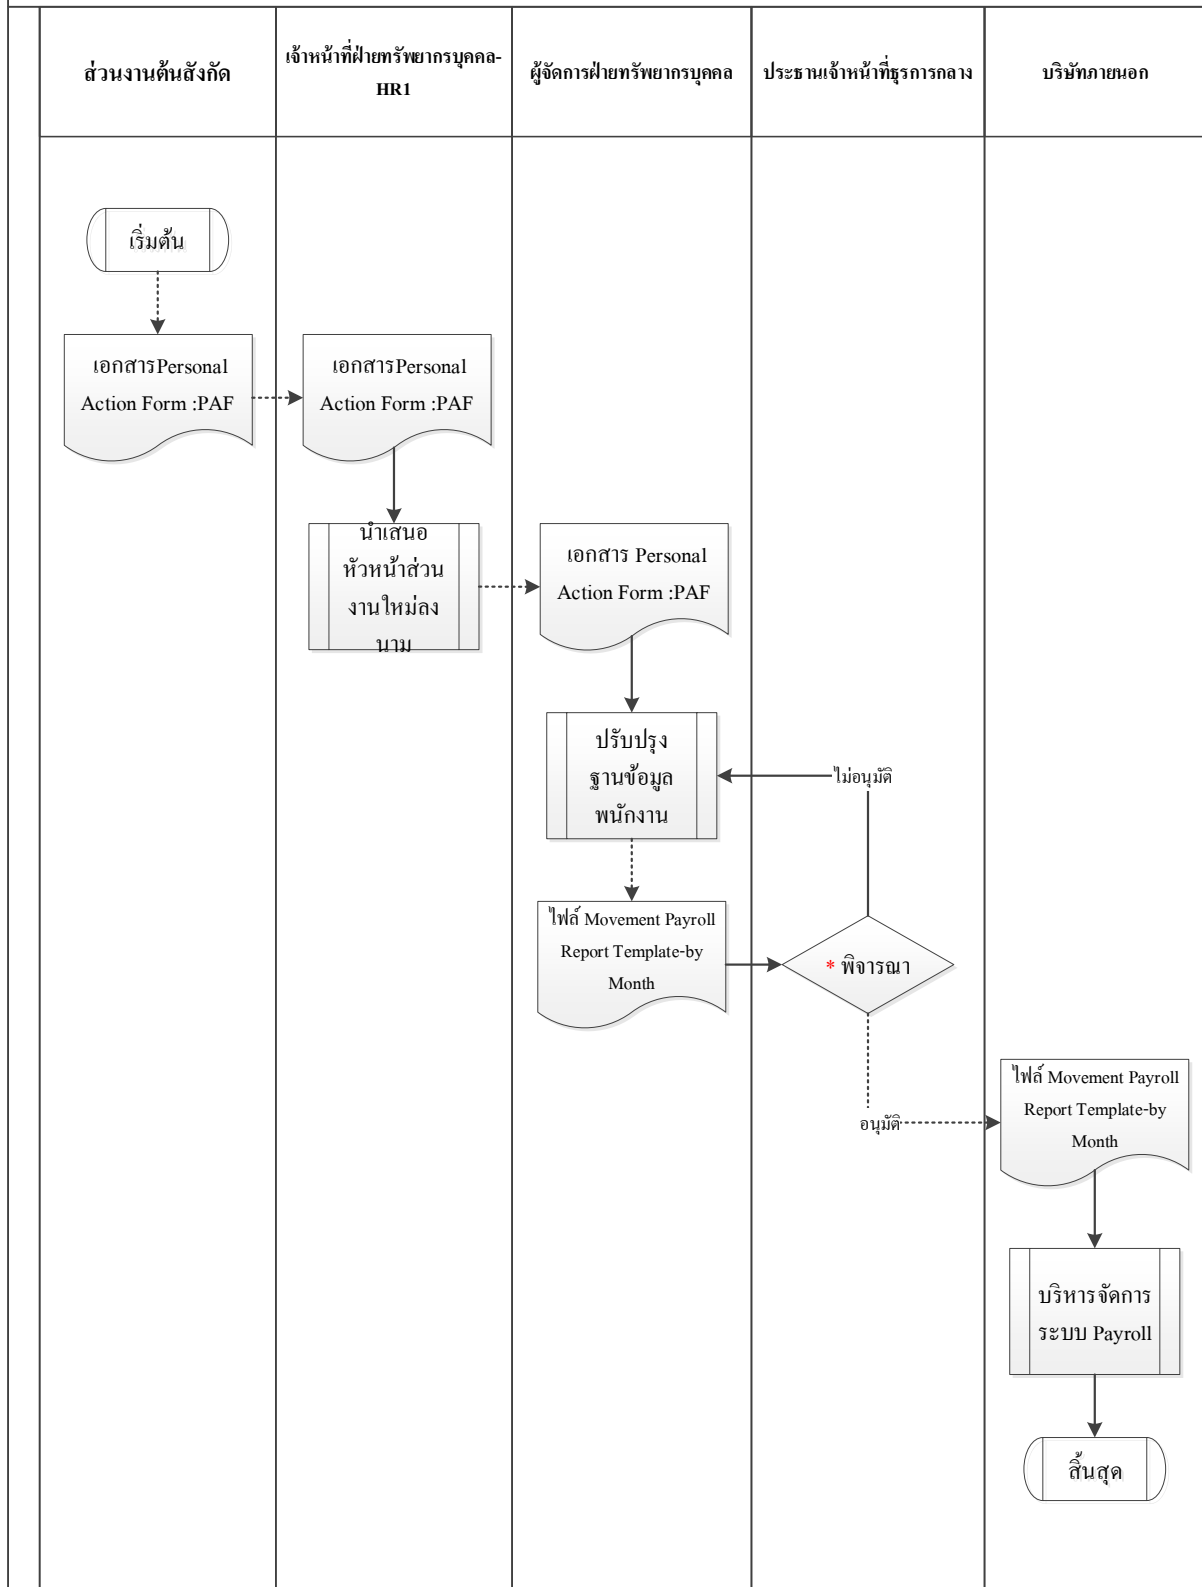 ส่วนงานต้นสังกัด
เจ้าหน้าที่ฝ่ายทรัพยากรบุคคล-
HR1
ผู้จัดการฝ่ายทรัพยากรบุคคล
ประธานเจ้าหน้าที่ธุรการกลาง
บริษัทภายนอก
เริ่มต้น
เอกสารPersonal
Action Form :PAF
เอกสารPersonal
Action Form :PAF
นำเสนอ
หัวหน้าส่วน
งานใหม่ลง
นาม
เอกสาร Personal
Action Form :PAF
ปรับปรุง
ฐานข้อมูล
พนักงาน
ไม่อนุมัติ
ไฟล์ Movement Payroll
Report Template-by
Month
* พิจารณา
อนุมัติ
ไฟล์ Movement Payroll
Report Template-by
Month
บริหารจัดการ
ระบบ Payroll
สิ้นสุด